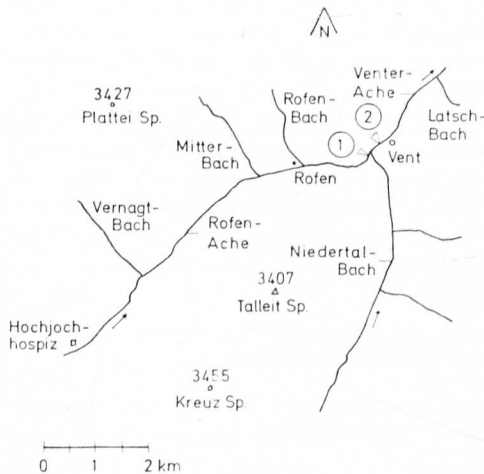 N
3427
Plattei Sp.
Rofen-
Bach
Venter-
Ache
Latsch-
Bach
2
1
Vent
Mitter-
Bach
Rofen
Vernagt-
Bach
Rofen-
Ache
Niedertal-
Bach
3407
Talleit Sp.
Hochjoch-
hospiz
3455
Kreuz Sp.
0 1 2 km